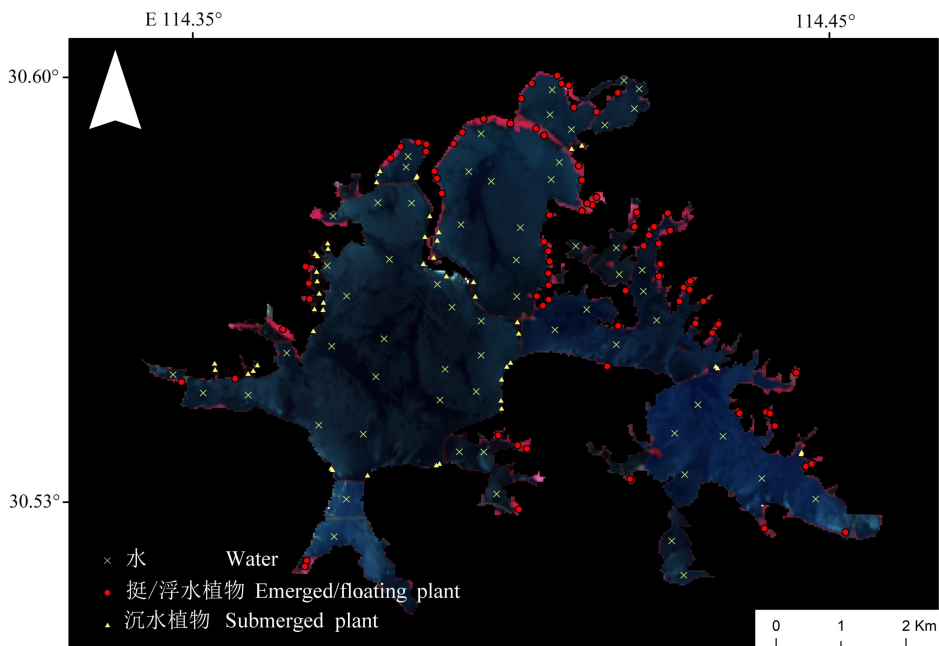 E 114.35°
114.45°
30.60°
30.53°
水 Water
挺/浮水植物 Emerged/floating plant
沉水植物 Submerged plant
0 1 2 Km